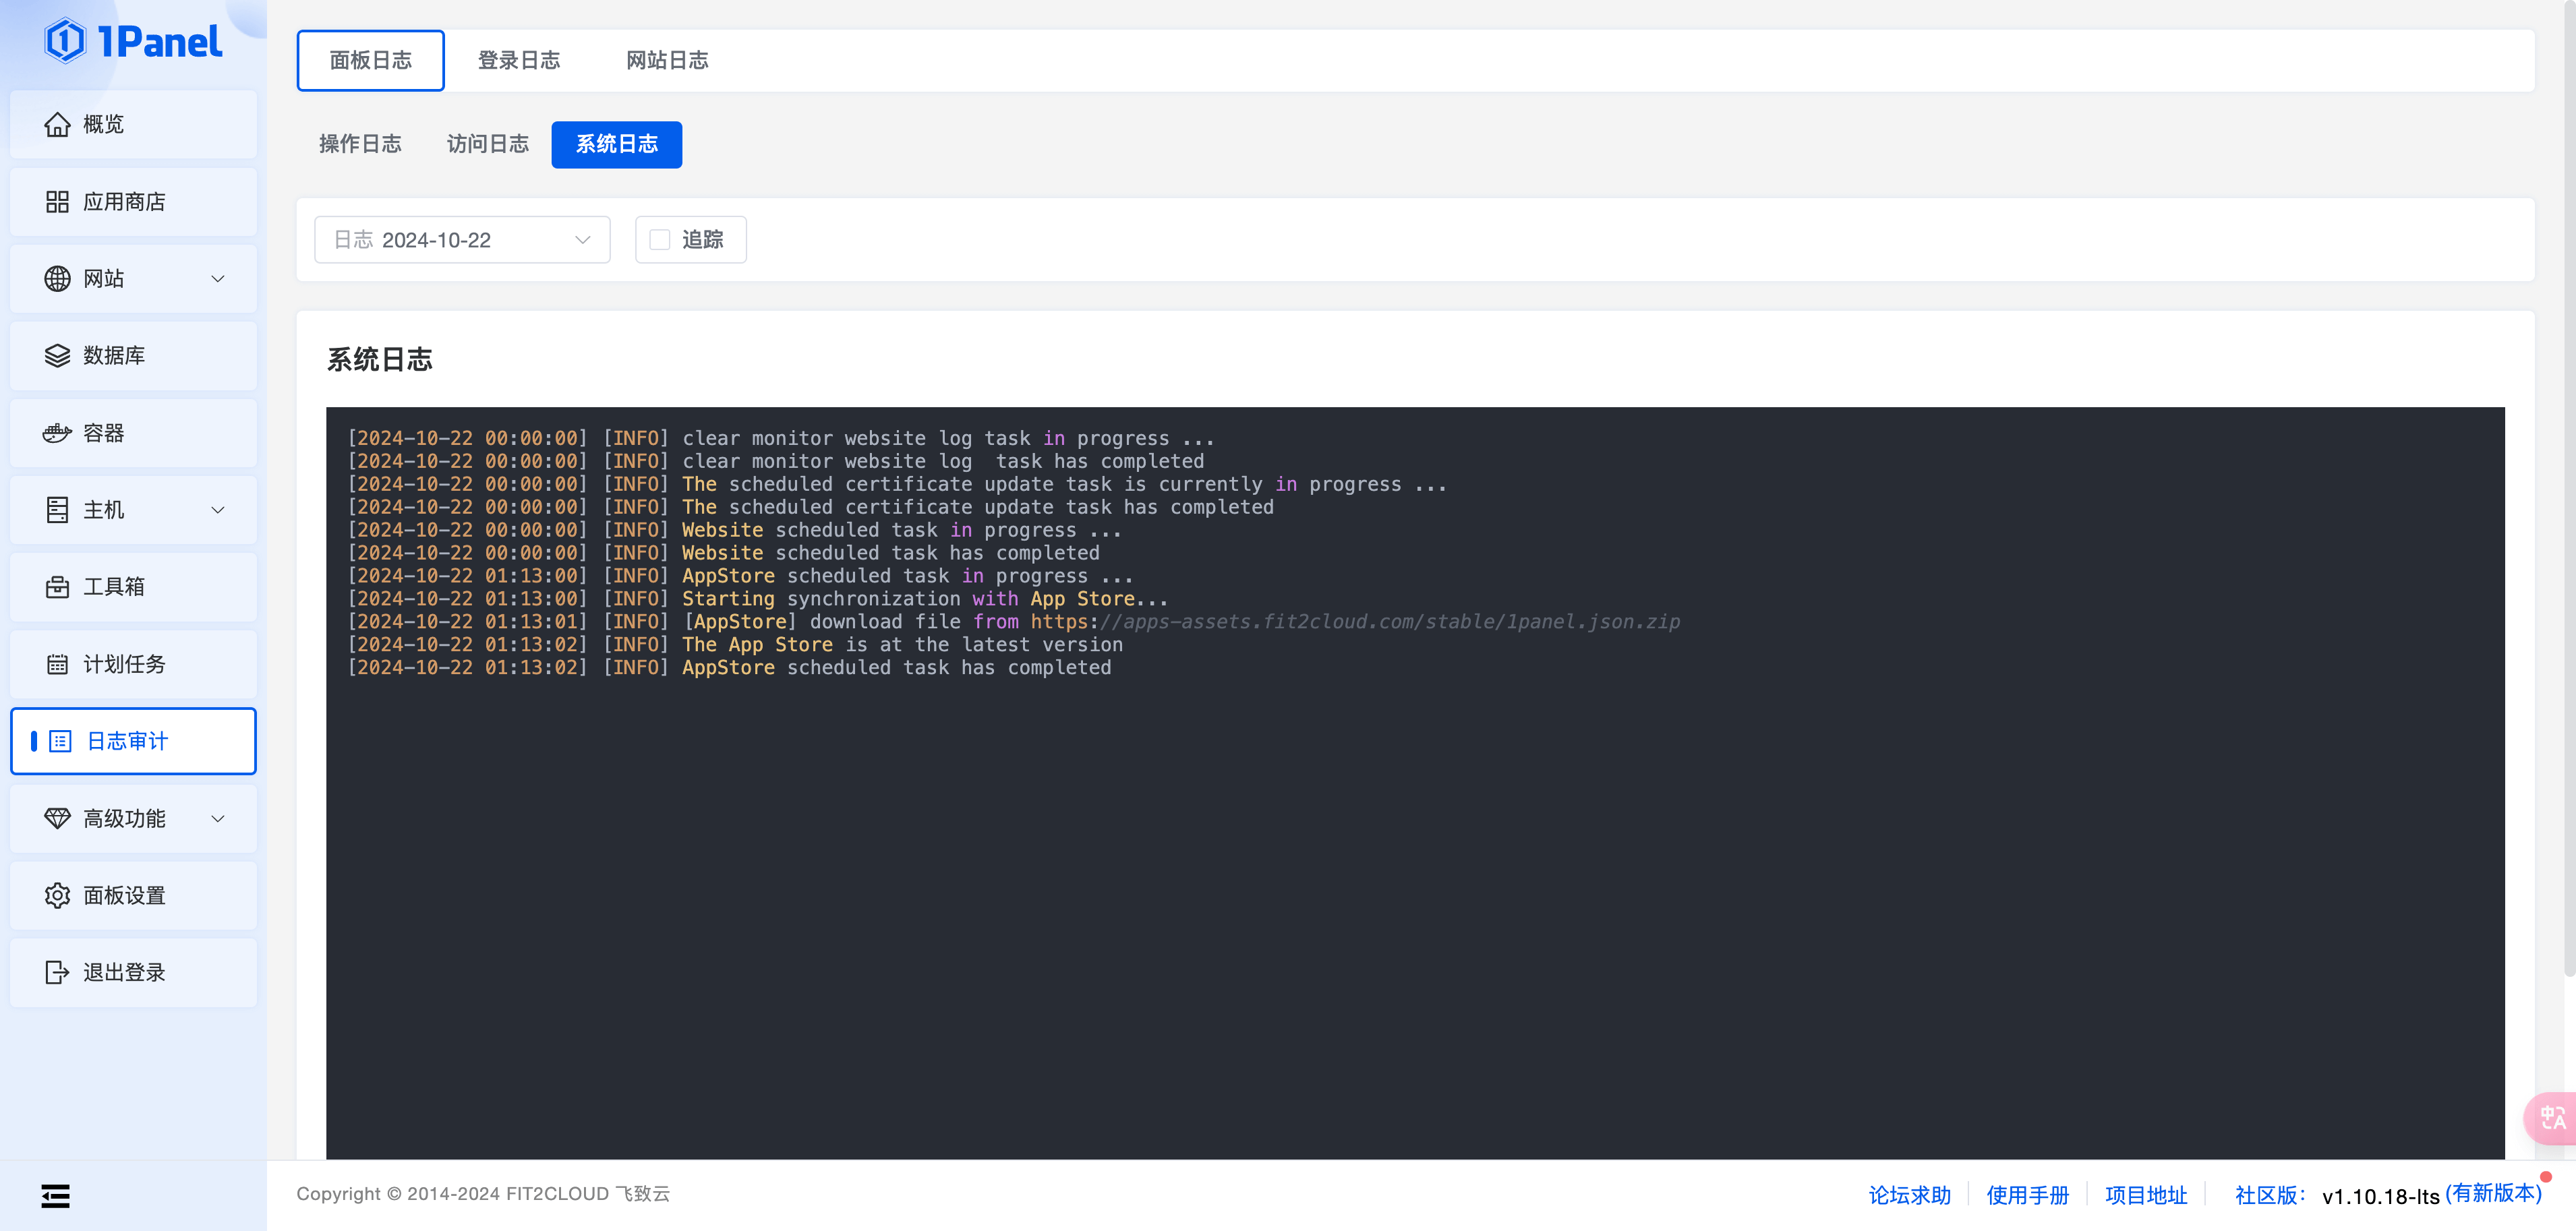 1Panel
概览
应用商店
网站
数据库
容器
主机
工具箱
计划任务
日志审计
高级功能
面板设置
退出登录
面板日志 登录日志 网站日志
操作日志 访问日志 系统日志
日志 2024-10-22 追踪
系统日志
[2024-10-22 00:00:00] [INFO] clear monitor website log task in progress ...
[2024-10-22 00:00:00] [INFO] clear monitor website log  task has completed
[2024-10-22 00:00:00] [INFO] The scheduled certificate update task is currently in progress ...
[2024-10-22 00:00:00] [INFO] The scheduled certificate update task has completed
[2024-10-22 00:00:00] [INFO] Website scheduled task in progress ...
[2024-10-22 00:00:00] [INFO] Website scheduled task has completed
[2024-10-22 01:13:00] [INFO] AppStore scheduled task in progress ...
[2024-10-22 01:13:00] [INFO] Starting synchronization with App Store...
[2024-10-22 01:13:01] [INFO] [AppStore] download file from https://apps-assets.fit2cloud.com/stable/1panel.json.zip
[2024-10-22 01:13:02] [INFO] The App Store is at the latest version
[2024-10-22 01:13:02] [INFO] AppStore scheduled task has completed
中A
Copyright © 2014-2024 FIT2CLOUD 飞致云
论坛求助 使用手册 项目地址 社区版： v1.10.18-lts (有新版本)